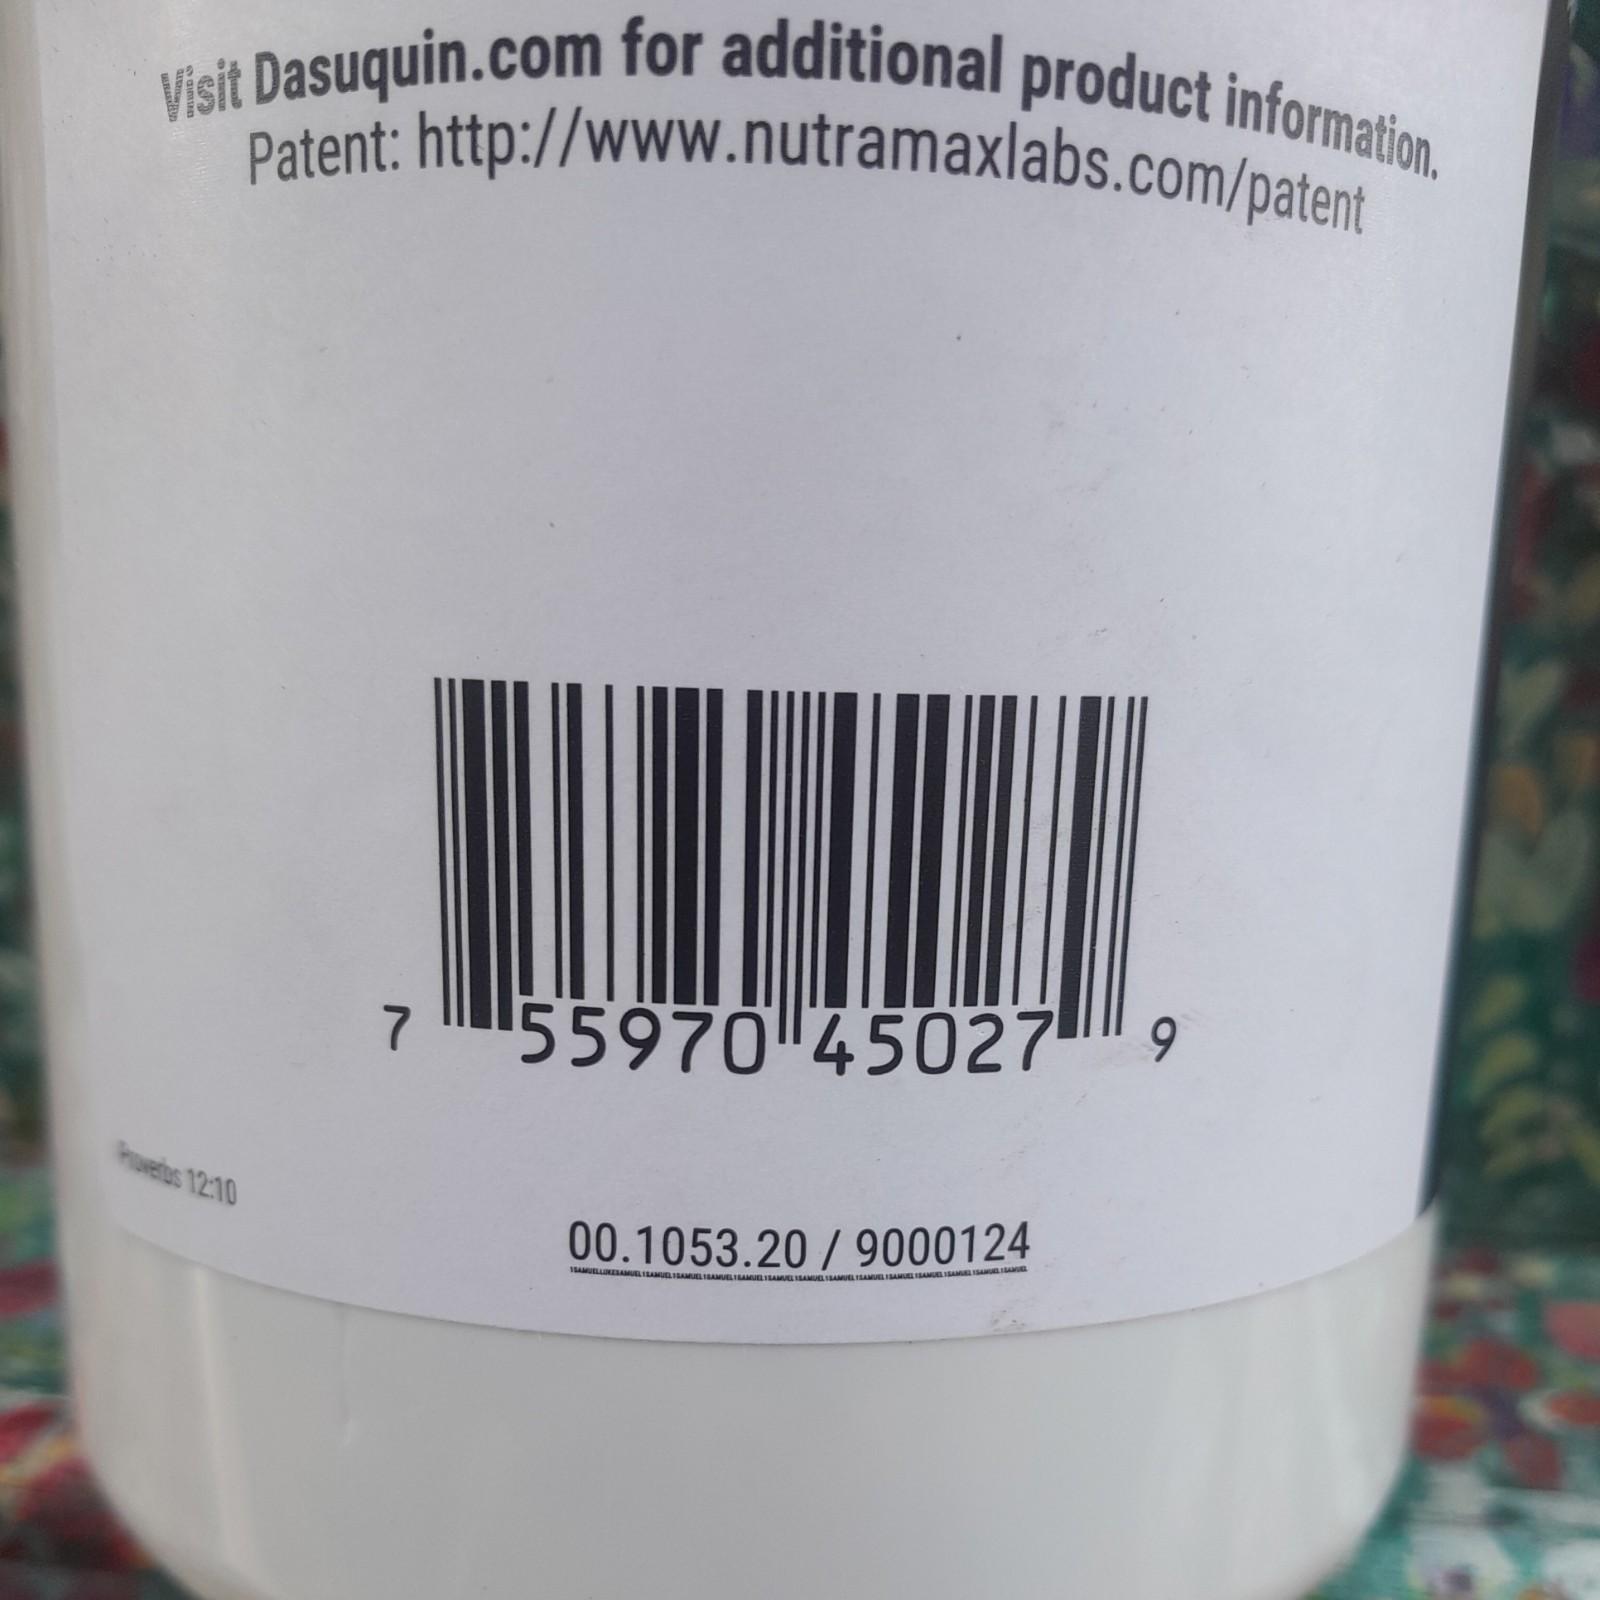 Visit Dasuquin.com for additional product information.
Patent: http://www.nutramaxlabs.com/patent
7 55970 45027 9
Proverbs 12:10
00.1053.20 / 9000124